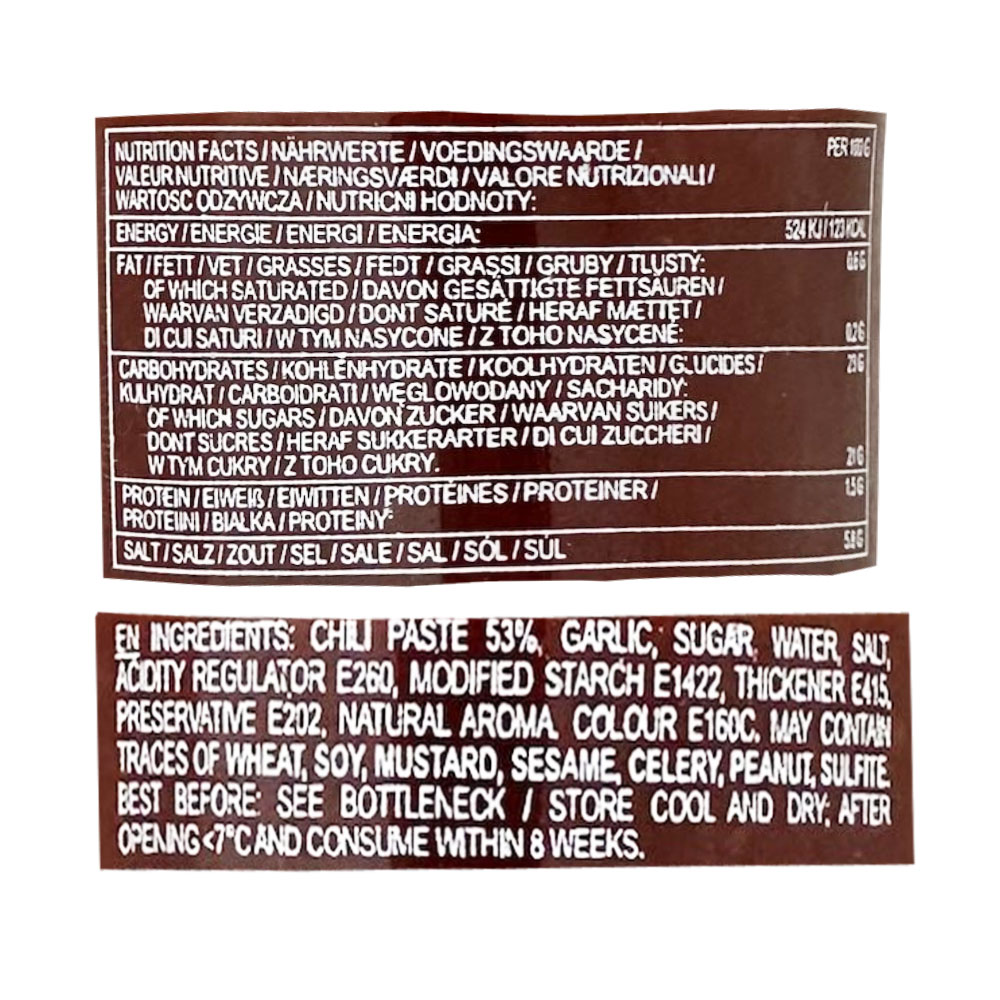 NUTRITION FACTS / NÄHRWERTE / VOEDINGSWAARDE / PER 100 G
VALEUR NUTRITIVE / NÆRINGSVÆRDI / VALORE NUTRIZIONALI /
WARTOSC ODZYWCZA / NUTRICNI HODNOTY:
ENERGY / ENERGIE / ENERGI / ENERGIA: 524 KJ / 123 KCAL
FAT / FETT / VET / GRASSES / FEDT / GRASSI / GRUBY / TLUSTÝ: 0.6 G
OF WHICH SATURATED / DAVON GESÄTTIGTE FETTSÄUREN /
WAARVAN VERZADIGD / DONT SATURÉ / HERAF MÆTTET /
DI CUI SATURI / W TYM NASYCONE / Z TOHO NASYCENÉ: 0.2 G
CARBOHYDRATES / KOHLENHYDRATE / KOOLHYDRATEN / GLUCIDES /
KULHYDRAT / CARBOIDRATI / WĘGLOWODANY / SACHARIDY:
OF WHICH SUGARS / DAVON ZUCKER / WAARVAN SUIKERS /
DONT SUCRES / HERAF SUKKERARTER / DI CUI ZUCCHERI /
W TYM CUKRY / Z TOHO CUKRY. 21 G
PROTEIN / EIWEIß / EIWITTEN / PROTÉINES / PROTEINER / 1.5 G
PROTEIINI / BIALKA / PROTEINY:
SALT / SALZ / ZOUT / SEL / SALE / SAL / SÓL / SŮL
EN INGREDIENTS: CHILI PASTE 53%, GARLIC, SUGAR, WATER, SALT,
ACIDITY REGULATOR E260, MODIFIED STARCH E1422, THICKENER E415,
PRESERVATIVE E202, NATURAL AROMA, COLOUR E160C. MAY CONTAIN
TRACES OF WHEAT, SOY, MUSTARD, SESAME, CELERY, PEANUT, SULFITE.
BEST BEFORE: SEE BOTTLENECK / STORE COOL AND DRY; AFTER
OPENING <7°C AND CONSUME WITHIN 8 WEEKS.